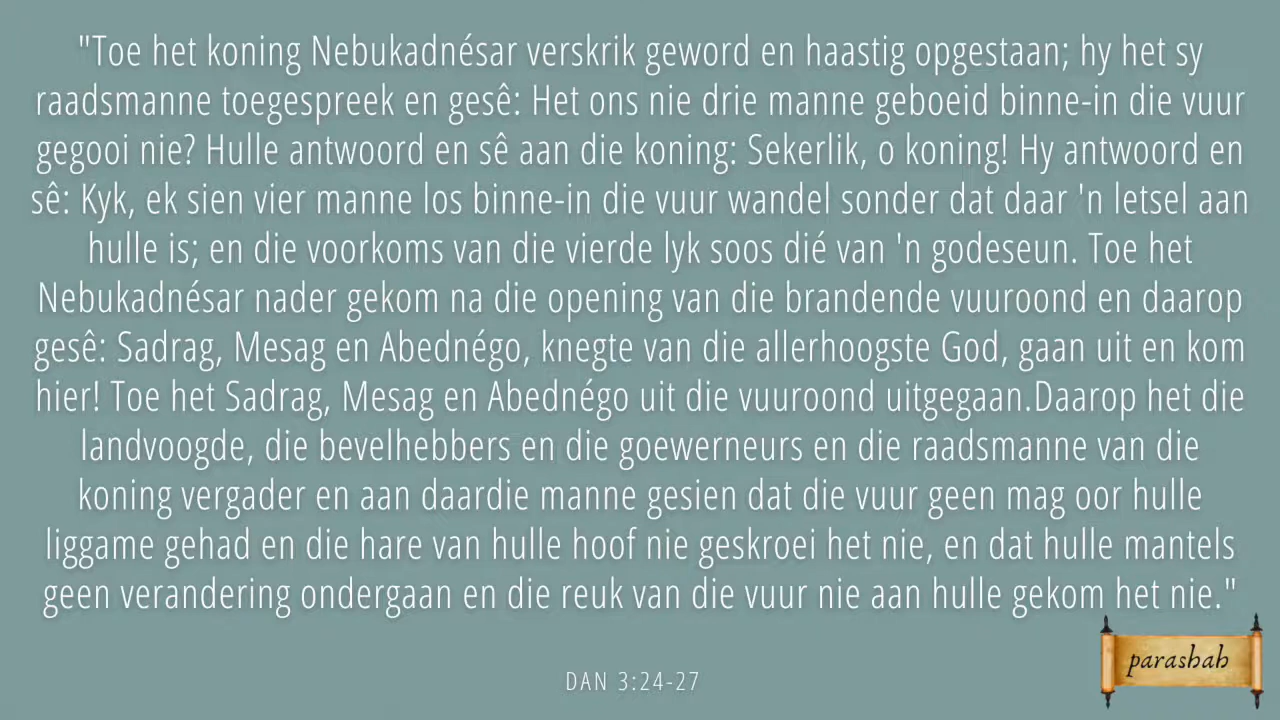 "Toe het koning Nebukadnésar verskrik geword en haastig opgestaan; hy het sy
raadsmanne toegespreek en gesê: Het ons nie drie manne geboeid binne-in die vuur
gegooi nie? Hulle antwoord en sê aan die koning: Sekerlik, o koning! Hy antwoord en
sê: Kyk, ek sien vier manne los binne-in die vuur wandel sonder dat daar 'n letsel aan
hulle is; en die voorkoms van die vierde lyk soos dié van 'n godeseun. Toe het
Nebukadnésar nader gekom na die opening van die brandende vuuroond en daarop
gesê: Sadrag, Mesag en Abednégo, knegte van die allerhoogste God, gaan uit en kom
hier! Toe het Sadrag, Mesag en Abednégo uit die vuuroond uitgegaan.Daarop het die
landvoogde, die bevelhebbers en die goewerneurs en die raadsmanne van die
koning vergader en aan daardie manne gesien dat die vuur geen mag oor hulle
liggame gehad en die hare van hulle hoof nie geskroei het nie, en dat hulle mantels
geen verandering ondergaan en die reuk van die vuur nie aan hulle gekom het nie."
parashah
DAN 3:24-27